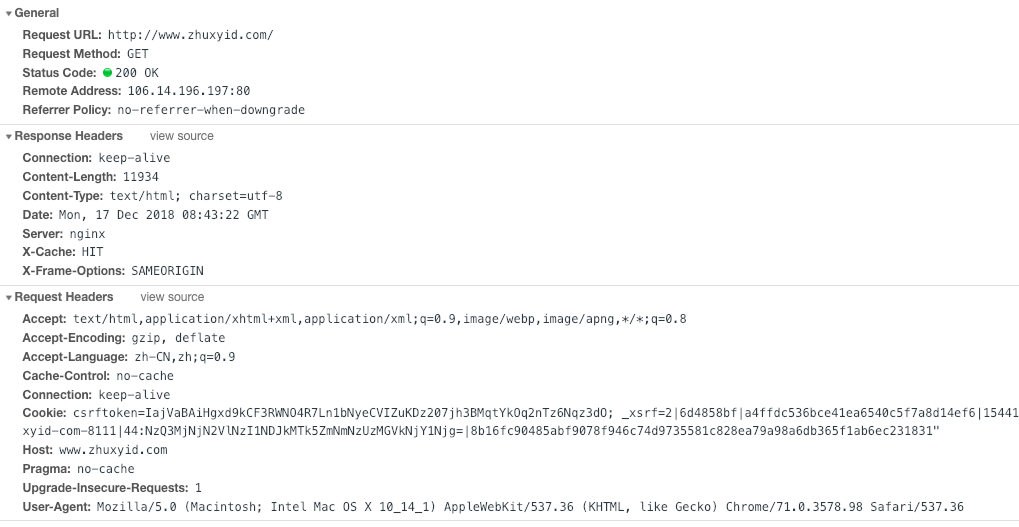 General
Request URL: http://www.zhuxyid.com/
Request Method: GET
Status Code: 200 OK
Remote Address: 106.14.196.197:80
Referrer Policy: no-referrer-when-downgrade
Response Headers view source
Connection: keep-alive
Content-Length: 11934
Content-Type: text/html; charset=utf-8
Date: Mon, 17 Dec 2018 08:43:22 GMT
Server: nginx
X-Cache: HIT
X-Frame-Options: SAMEORIGIN
Request Headers view source
Accept: text/html,application/xhtml+xml,application/xml;q=0.9,image/webp,image/apng,*/*;q=0.8
Accept-Encoding: gzip, deflate
Accept-Language: zh-CN,zh;q=0.9
Cache-Control: no-cache
Connection: keep-alive
Cookie: csrftoken=IajVaBAiHgxd9kCF3RWNO4R7Ln1bNyeCVIZuKDz207jh3BMqtYkOq2nTz6Nqz3dO; _xsrf=2|6d4858bf|a4ffdc536bce41ea6540c5f7a8d14ef6|15441
xyid-com-8111|44:NzQ3MjNjN2VlNzI1NDJkMTk5ZmNmNzUzMGVkNjY1Njg=|8b16fc90485abf9078f946c74d9735581c828ea79a98a6db365f1ab6ec231831"
Host: www.zhuxyid.com
Pragma: no-cache
Upgrade-Insecure-Requests: 1
User-Agent: Mozilla/5.0 (Macintosh; Intel Mac OS X 10_14_1) AppleWebKit/537.36 (KHTML, like Gecko) Chrome/71.0.3578.98 Safari/537.36